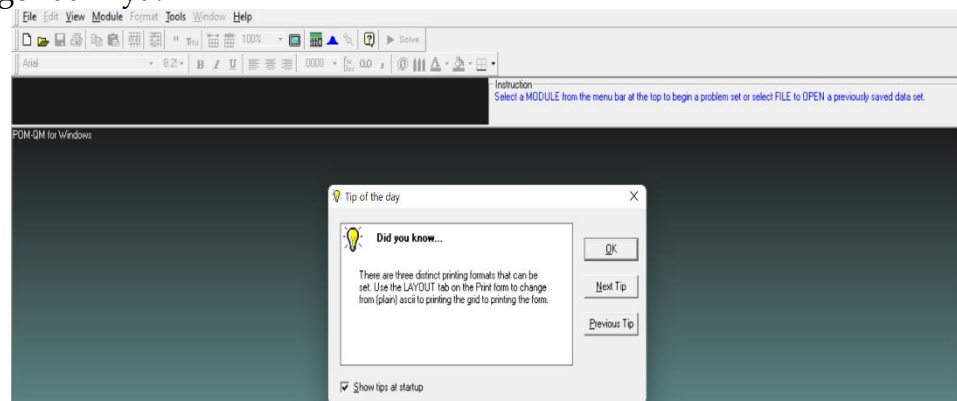 File Edit View Module Format Tools Window Help
100% Solve
Arial 8.25 B I U .0000 0.0
Instruction
Select a MODULE from the menu bar at the top to begin a problem set or select FILE to OPEN a previously saved data set.
POM-QM for Windows
Tip of the day
Did you know...
There are three distinct printing formats that can be
set. Use the LAYOUT tab on the Print form to change
from (plain) ascii to printing the grid to printing the form.
OK
Next Tip
Previous Tip
Show tips at startup